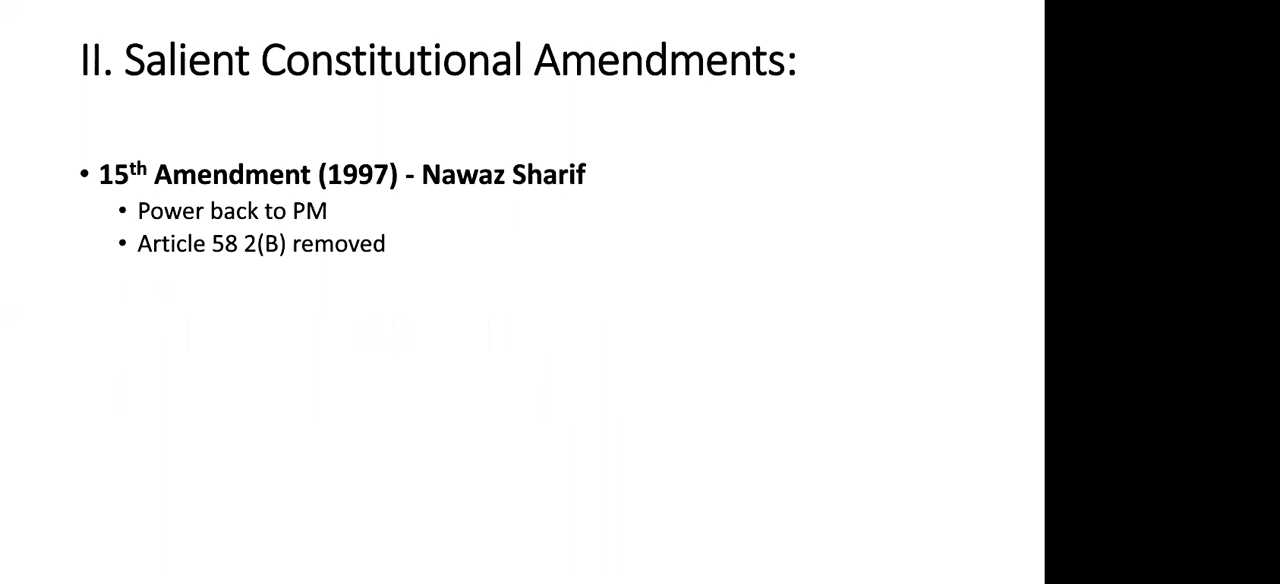 II. Salient Constitutional Amendments:
• 15th Amendment (1997) - Nawaz Sharif
• Power back to PM
• Article 58 2(B) removed